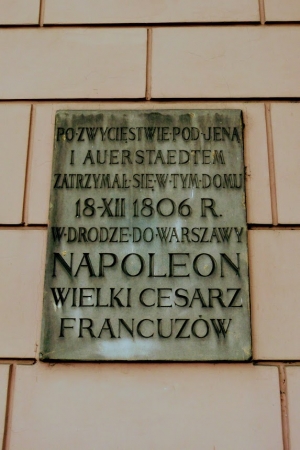 PO·ZWYCIĘSTWIE·POD·JENĄ
I AUERSTAEDTEM
ZATRZYMAŁ·SIĘ·W·TYM·DOMU
18-XII 1806 R.
W·DRODZE·DO·WARSZAWY
NAPOLEON
WIELKI CESARZ
FRANCUZÓW